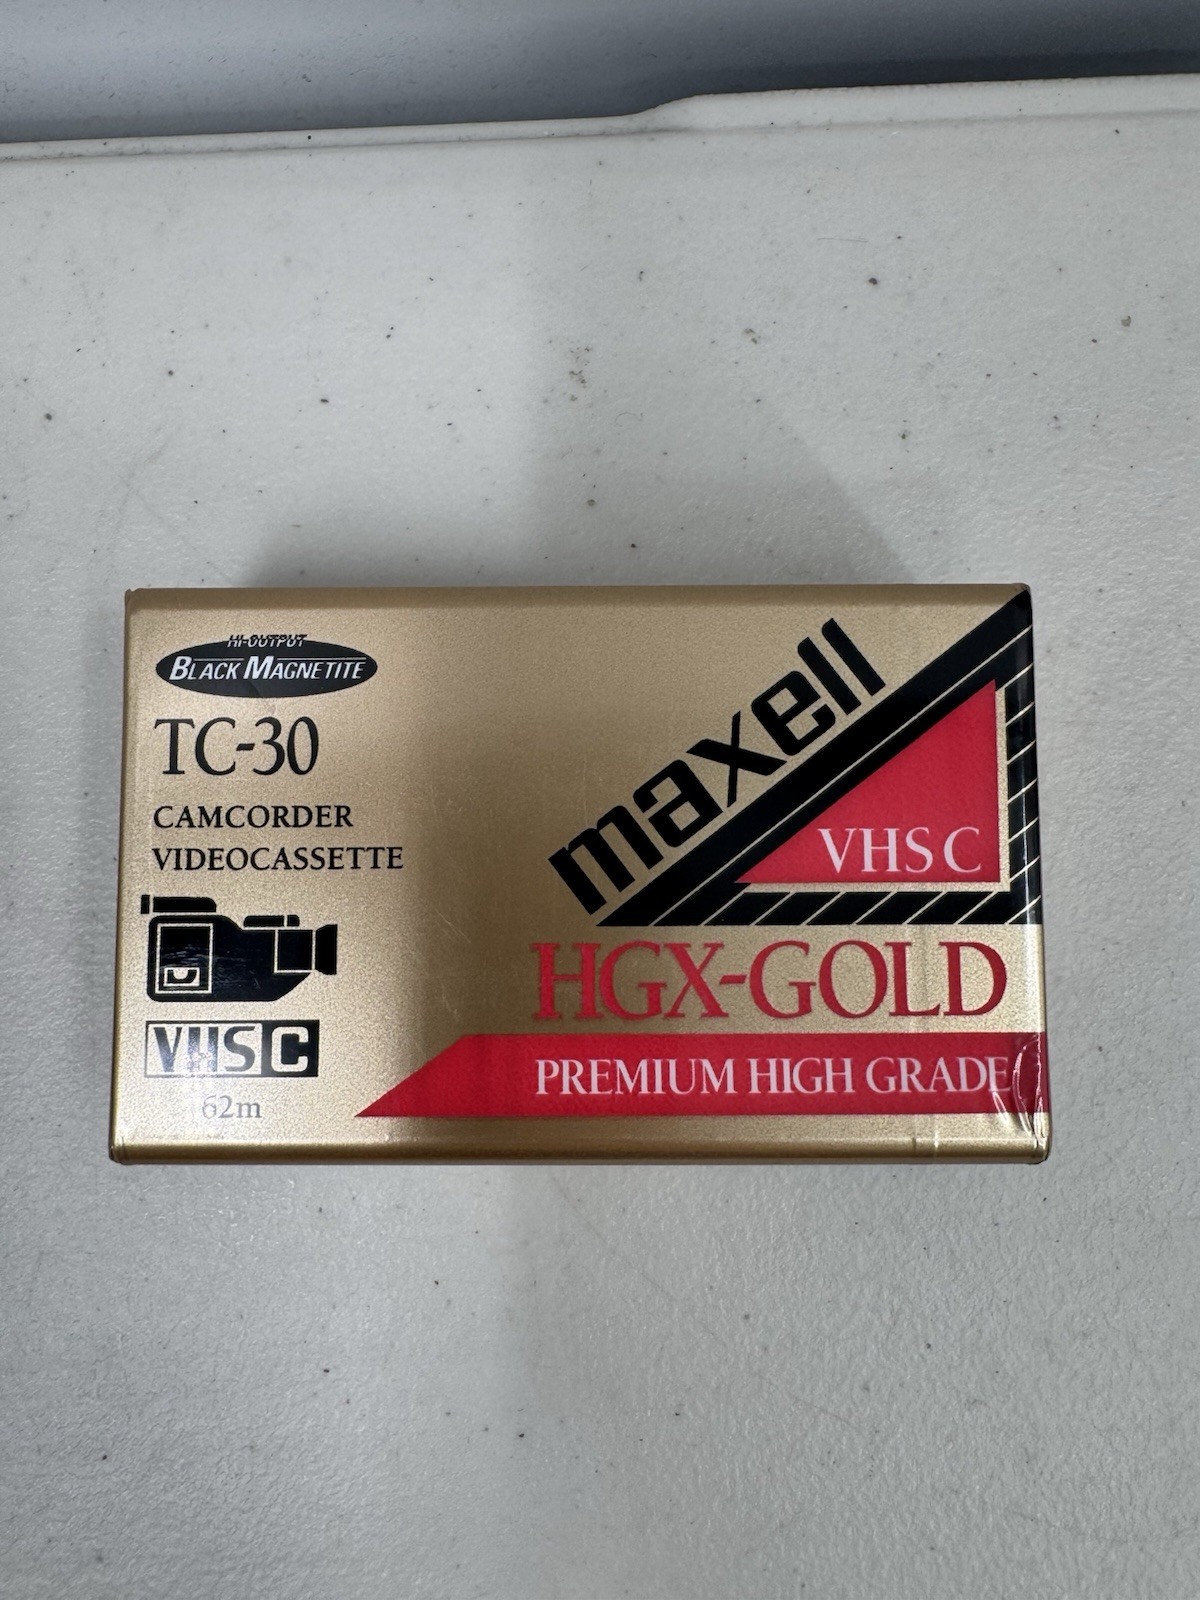 HI-OUTPUT
BLACK MAGNETITE
TC-30
CAMCORDER
VIDEOCASSETTE
VHS C
62m
maxell
VHS C
HGX-GOLD
PREMIUM HIGH GRADE